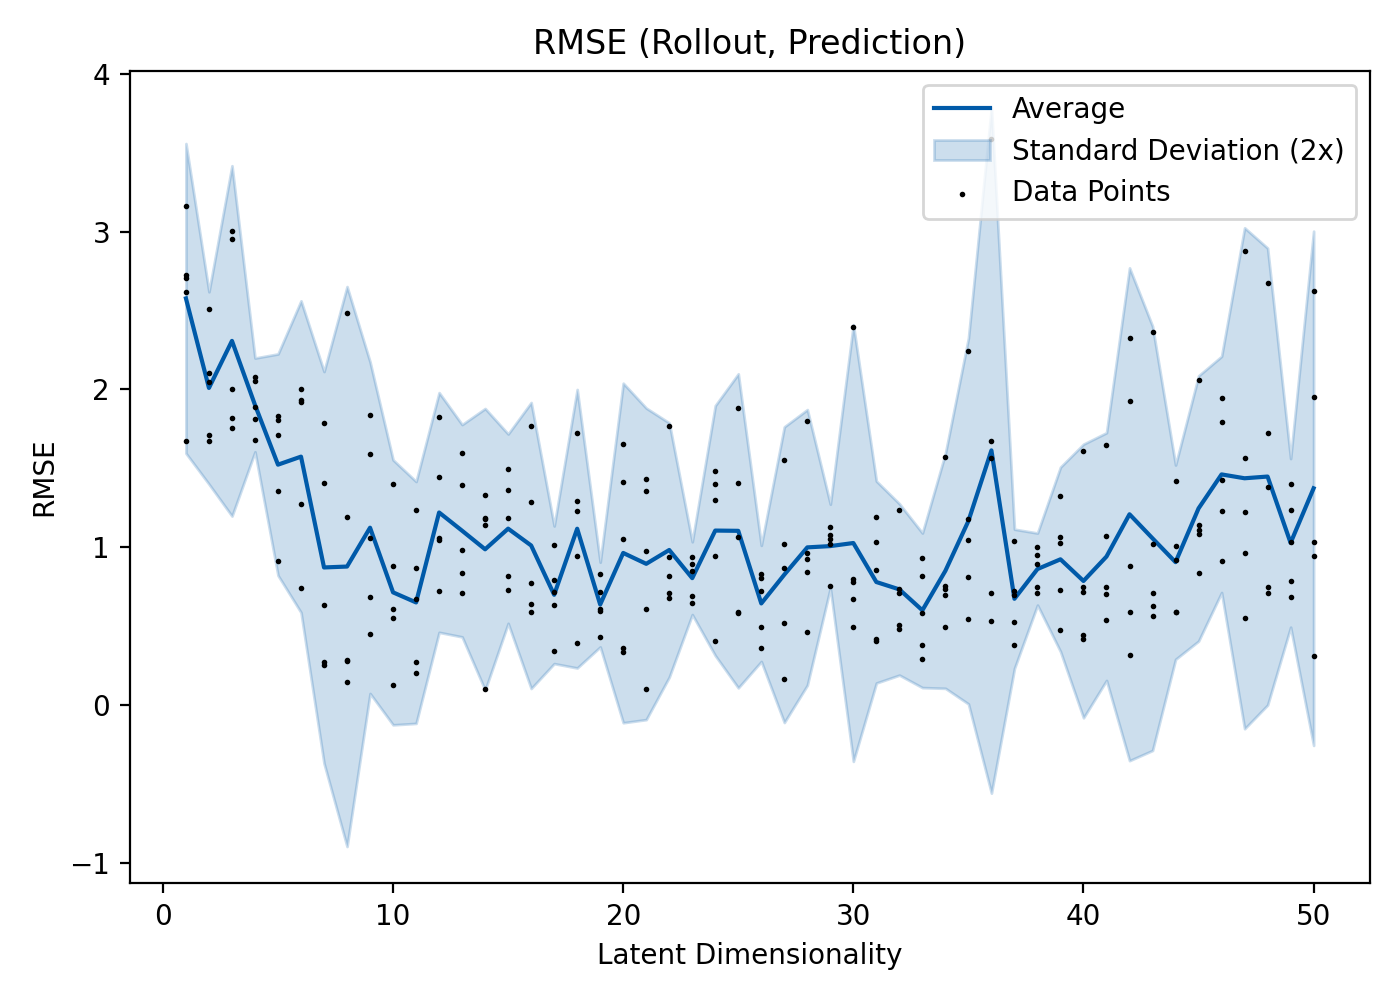 RMSE (Rollout, Prediction)
4
3
2
1
0
−1
RMSE
Average
Standard Deviation (2x)
Data Points
0 10 20 30 40 50
Latent Dimensionality